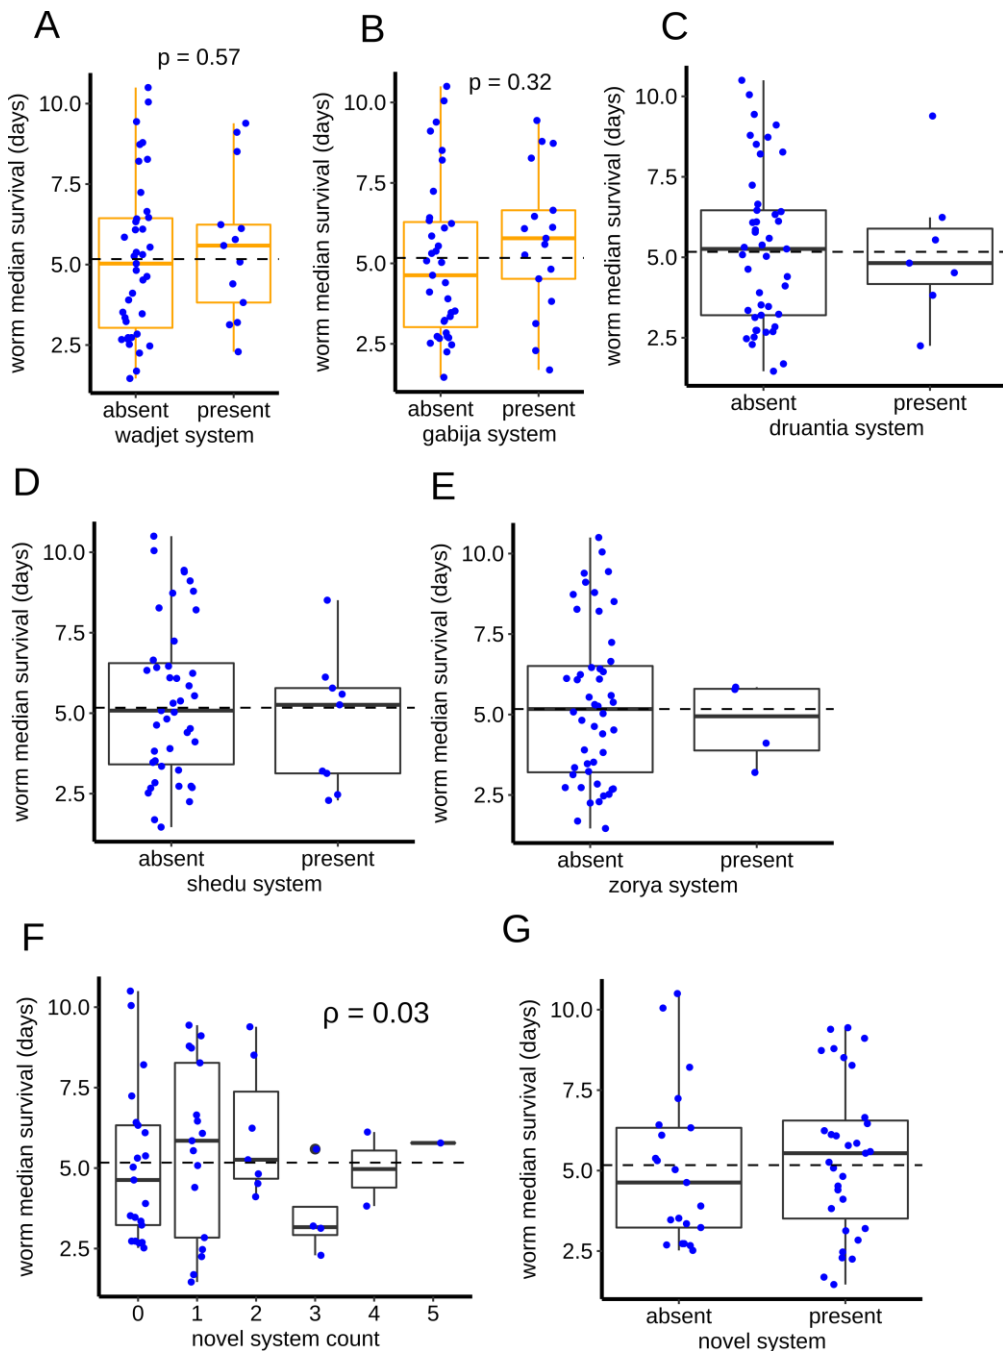 A
p = 0.57
worm median survival (days)
10.0
7.5
5.0
2.5
absent present
wadjet system
B
p = 0.32
worm median survival (days)
10.0
7.5
5.0
2.5
absent present
gabija system
C
worm median survival (days)
10.0
7.5
5.0
2.5
absent present
druantia system
D
worm median survival (days)
10.0
7.5
5.0
2.5
absent present
shedu system
E
worm median survival (days)
10.0
7.5
5.0
2.5
absent present
zorya system
F
ρ = 0.03
worm median survival (days)
10.0
7.5
5.0
2.5
0 1 2 3 4 5
novel system count
G
worm median survival (days)
10.0
7.5
5.0
2.5
absent present
novel system